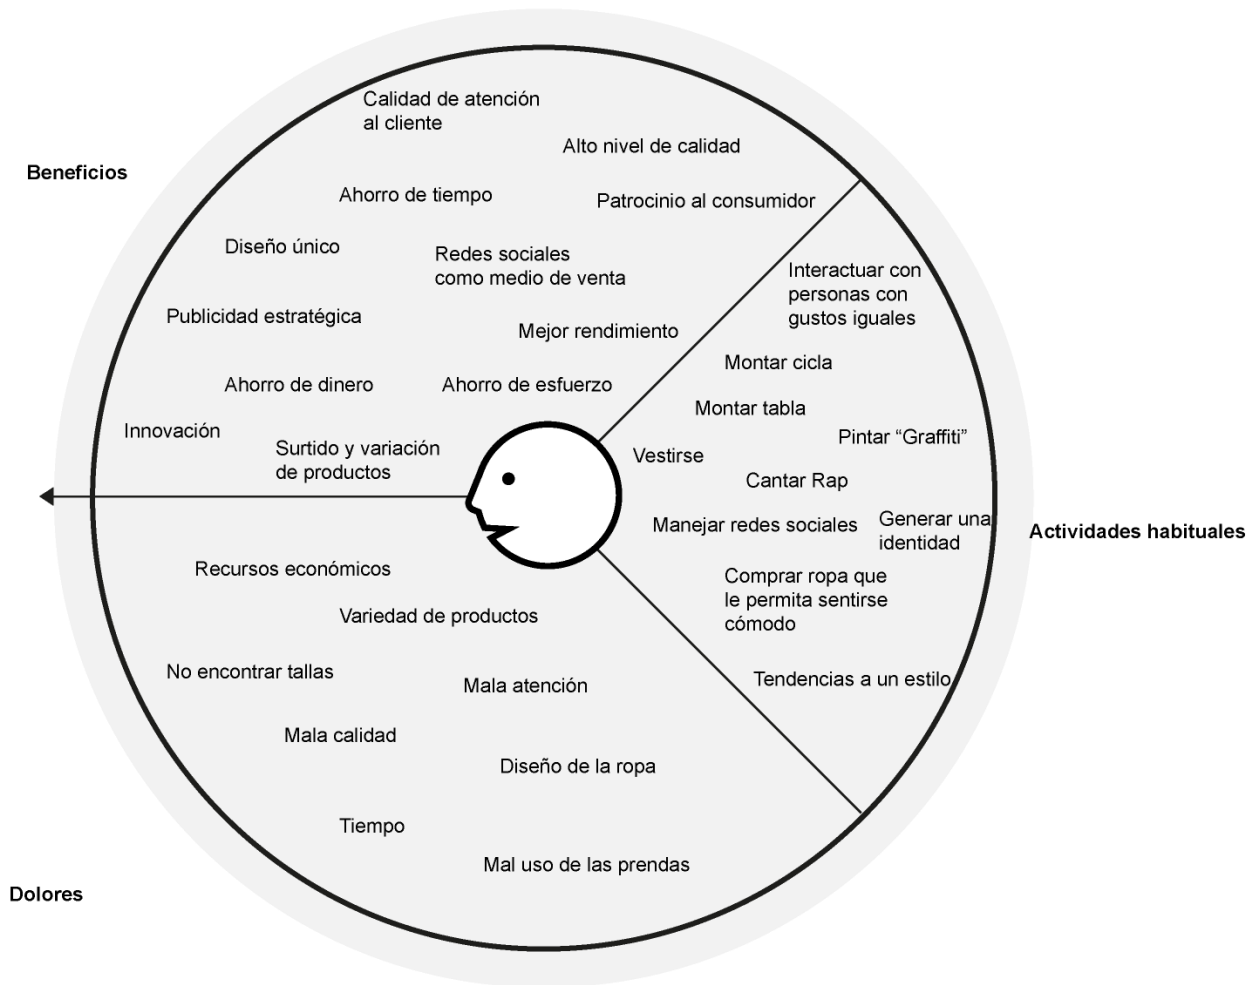 Beneficios
Calidad de atención
al cliente
Alto nivel de calidad
Ahorro de tiempo
Patrocinio al consumidor
Diseño único
Redes sociales
como medio de venta
Publicidad estratégica
Mejor rendimiento
Ahorro de dinero
Ahorro de esfuerzo
Innovación
Surtido y variación
de productos
Actividades habituales
Interactuar con
personas con
gustos iguales
Montar cicla
Montar tabla
Pintar “Graffiti”
Vestirse
Cantar Rap
Manejar redes sociales
Generar una
identidad
Comprar ropa que
le permita sentirse
cómodo
Tendencias a un estilo
Dolores
Recursos económicos
Variedad de productos
No encontrar tallas
Mala atención
Mala calidad
Diseño de la ropa
Tiempo
Mal uso de las prendas